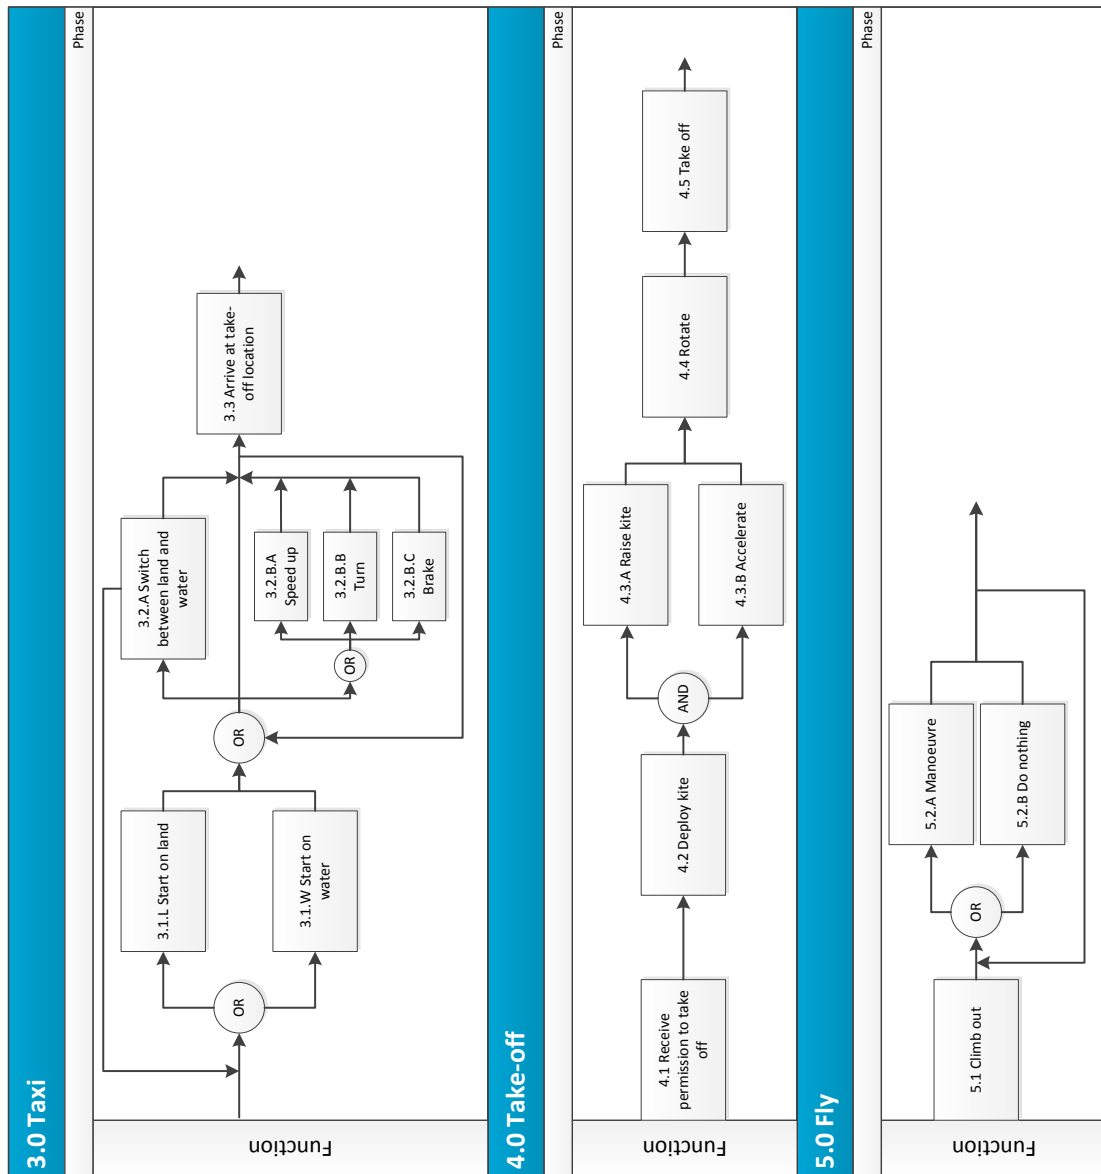 3.0 Taxi
Phase
Function
OR
3.1.L Start on land
3.1.W Start on
water
OR
3.2.A Switch
between land and
water
OR
3.2.B.A
Speed up
3.2.B.B
Turn
3.2.B.C
Brake
3.3 Arrive at take-
off location
4.0 Take-off
Phase
Function
4.1 Receive
permission to take
off
4.2 Deploy kite
AND
4.3.A Raise kite
4.3.B Accelerate
4.4 Rotate
4.5 Take off
5.0 Fly
Phase
Function
5.1 Climb out
OR
5.2.A Manoeuvre
5.2.B Do nothing